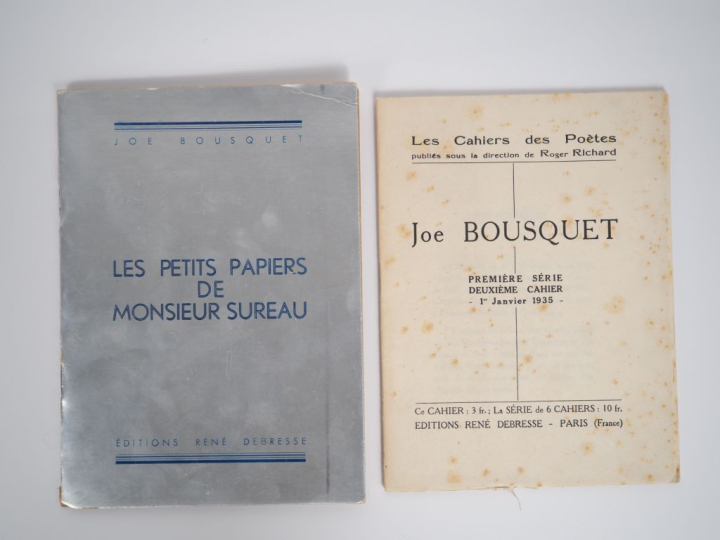 JOE BOUSQUET
LES PETITS PAPIERS
DE
MONSIEUR SUREAU
ÉDITIONS RENÉ DEBRESSE
Les Cahiers des Poètes
publiés sous la direction de Roger Richard
Joe BOUSQUET
PREMIÈRE SÉRIE
DEUXIÈME CAHIER
- 1er Janvier 1935 -
Ce CAHIER : 3 fr. ; La SÉRIE de 6 CAHIERS : 10 fr.
EDITIONS RENÉ DEBRESSE - PARIS (France)